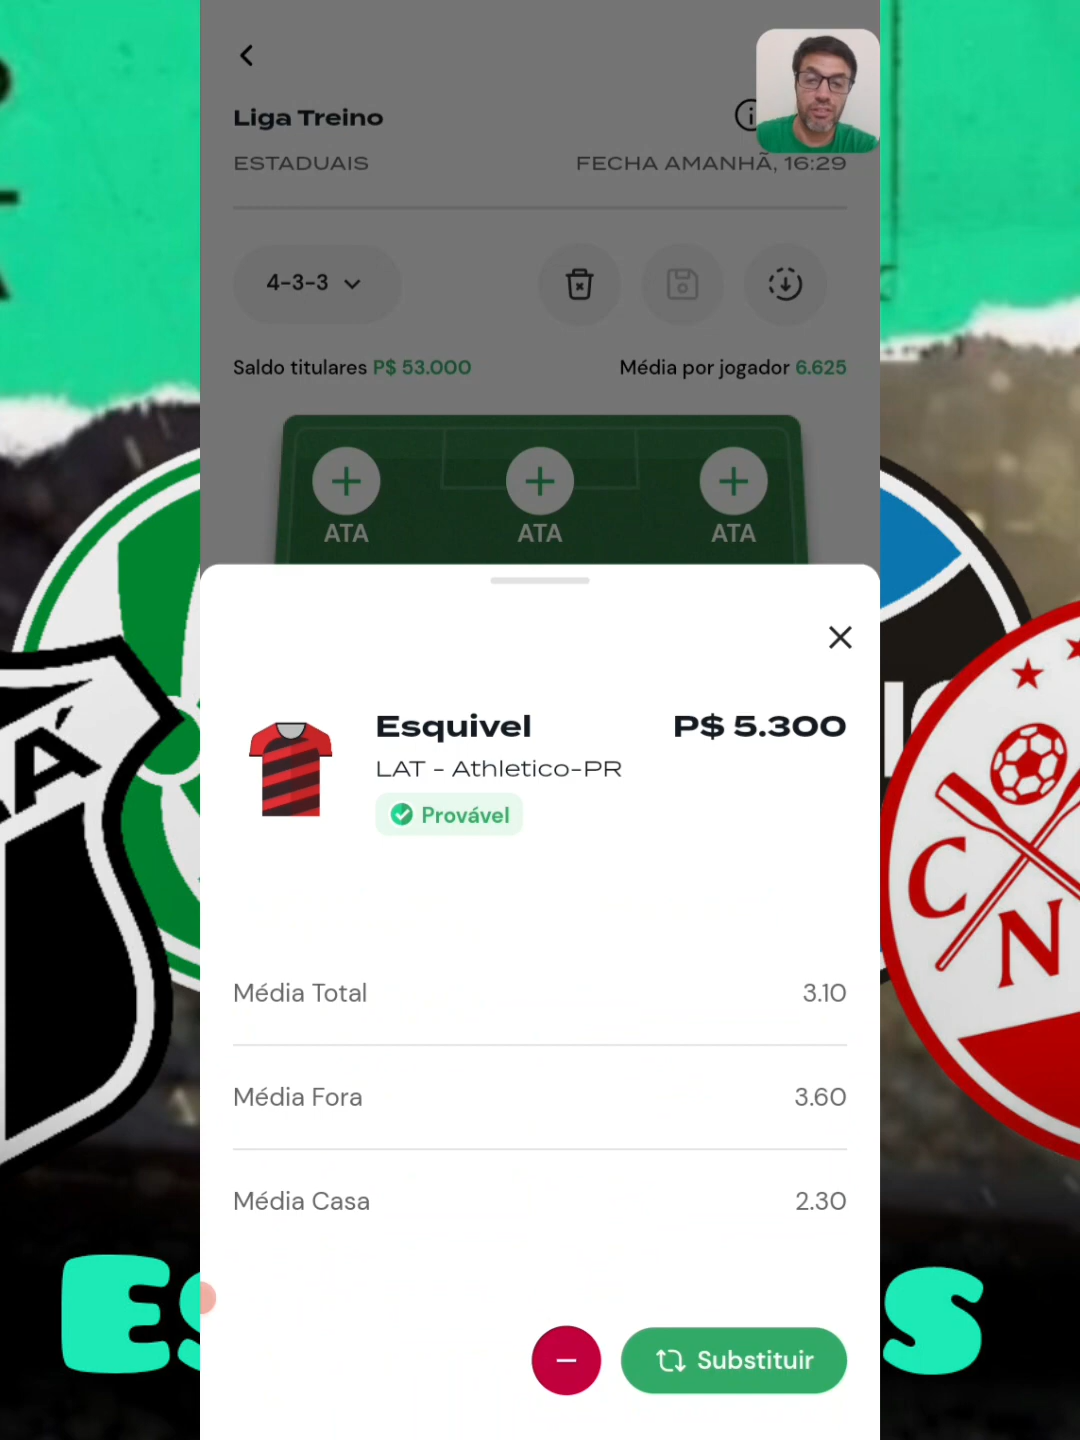 Liga Treino
ESTADUAIS
FECHA AMANHÃ, 16:29
4-3-3
Saldo titulares P$ 53.000
Média por jogador 6.625
ATA
ATA
ATA
Esquivel
P$ 5.300
LAT - Athletico-PR
Provável
Média Total
3.10
Média Fora
3.60
Média Casa
2.30
Substituir
CN